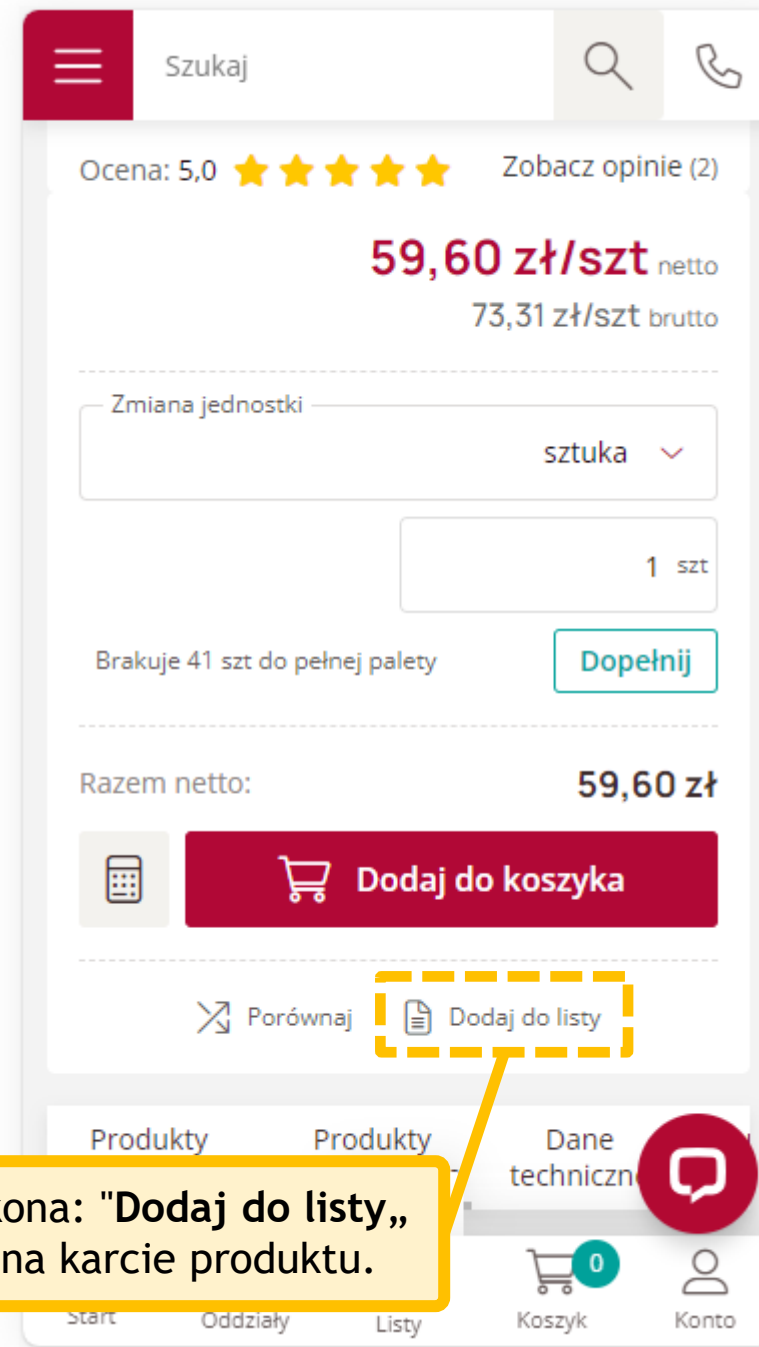 Szukaj
Ocena: 5,0 Zobacz opinie (2)
59,60 zł/szt netto
73,31 zł/szt brutto
Zmiana jednostki
sztuka
1 szt
Brakuje 41 szt do pełnej palety Dopełnij
Razem netto: 59,60 zł
Dodaj do koszyka
Porównaj Dodaj do listy
Produkty Produkty Dane
"Dodaj do listy„
na karcie produktu.
0
Start Oddziały Listy Koszyk Konto